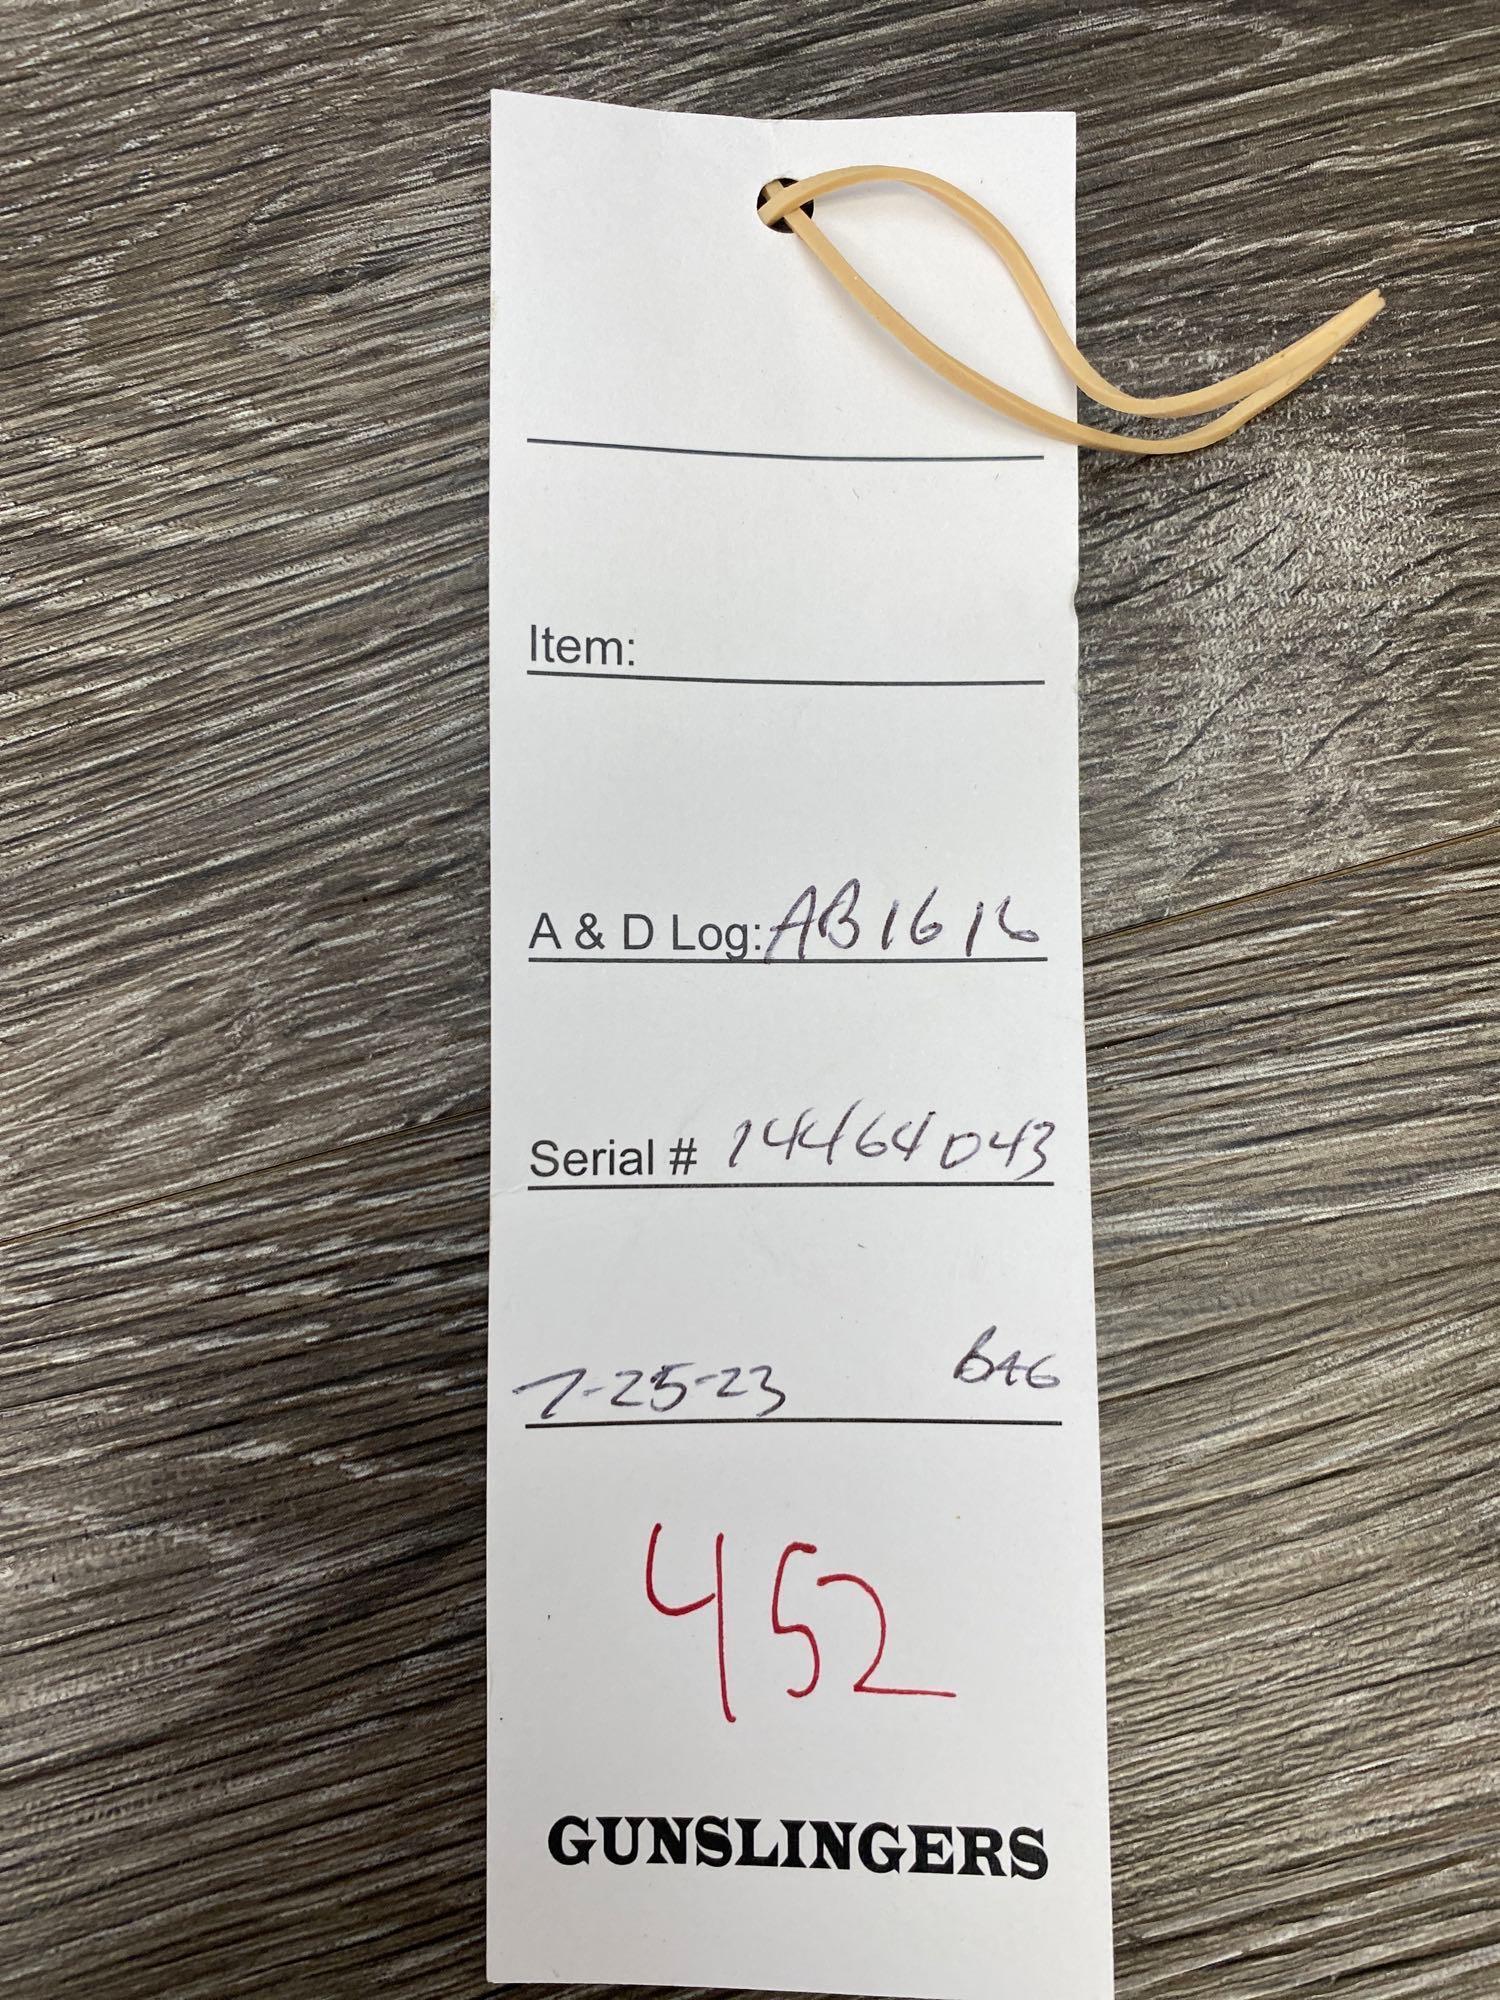 Item:
A & D Log: AB1616
Serial # 14464043
7-25-23 BAG
452
GUNSLINGERS